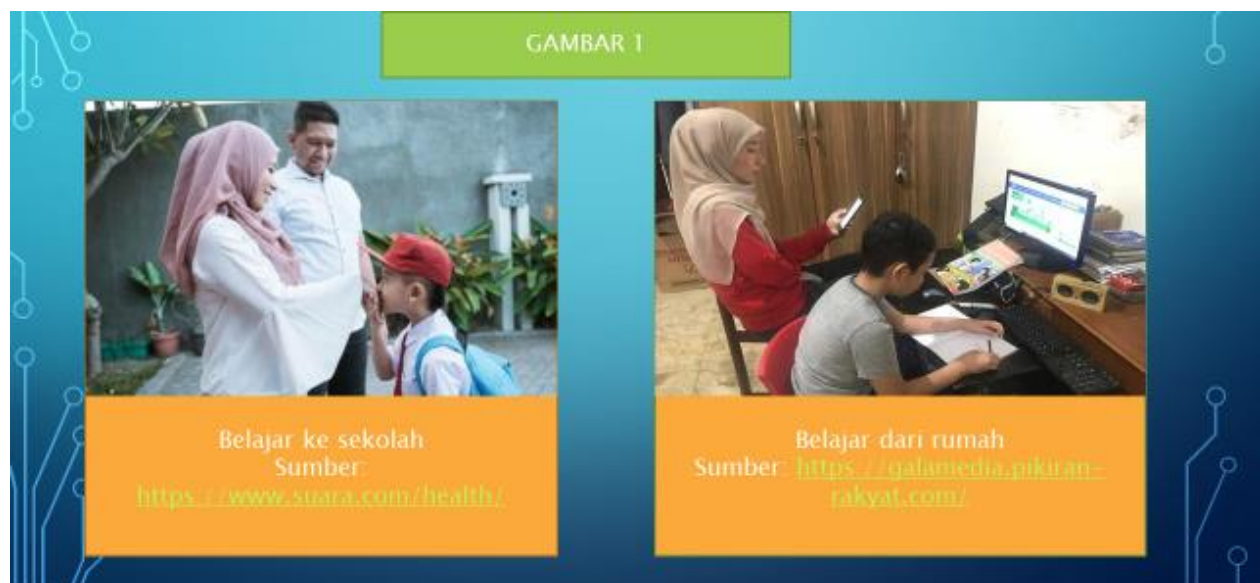 GAMBAR 1
Belajar ke sekolah
Sumber:
https://www.suara.com/health/
Belajar dari rumah
Sumber: https://galamedia.pikiran-
rakyat.com/